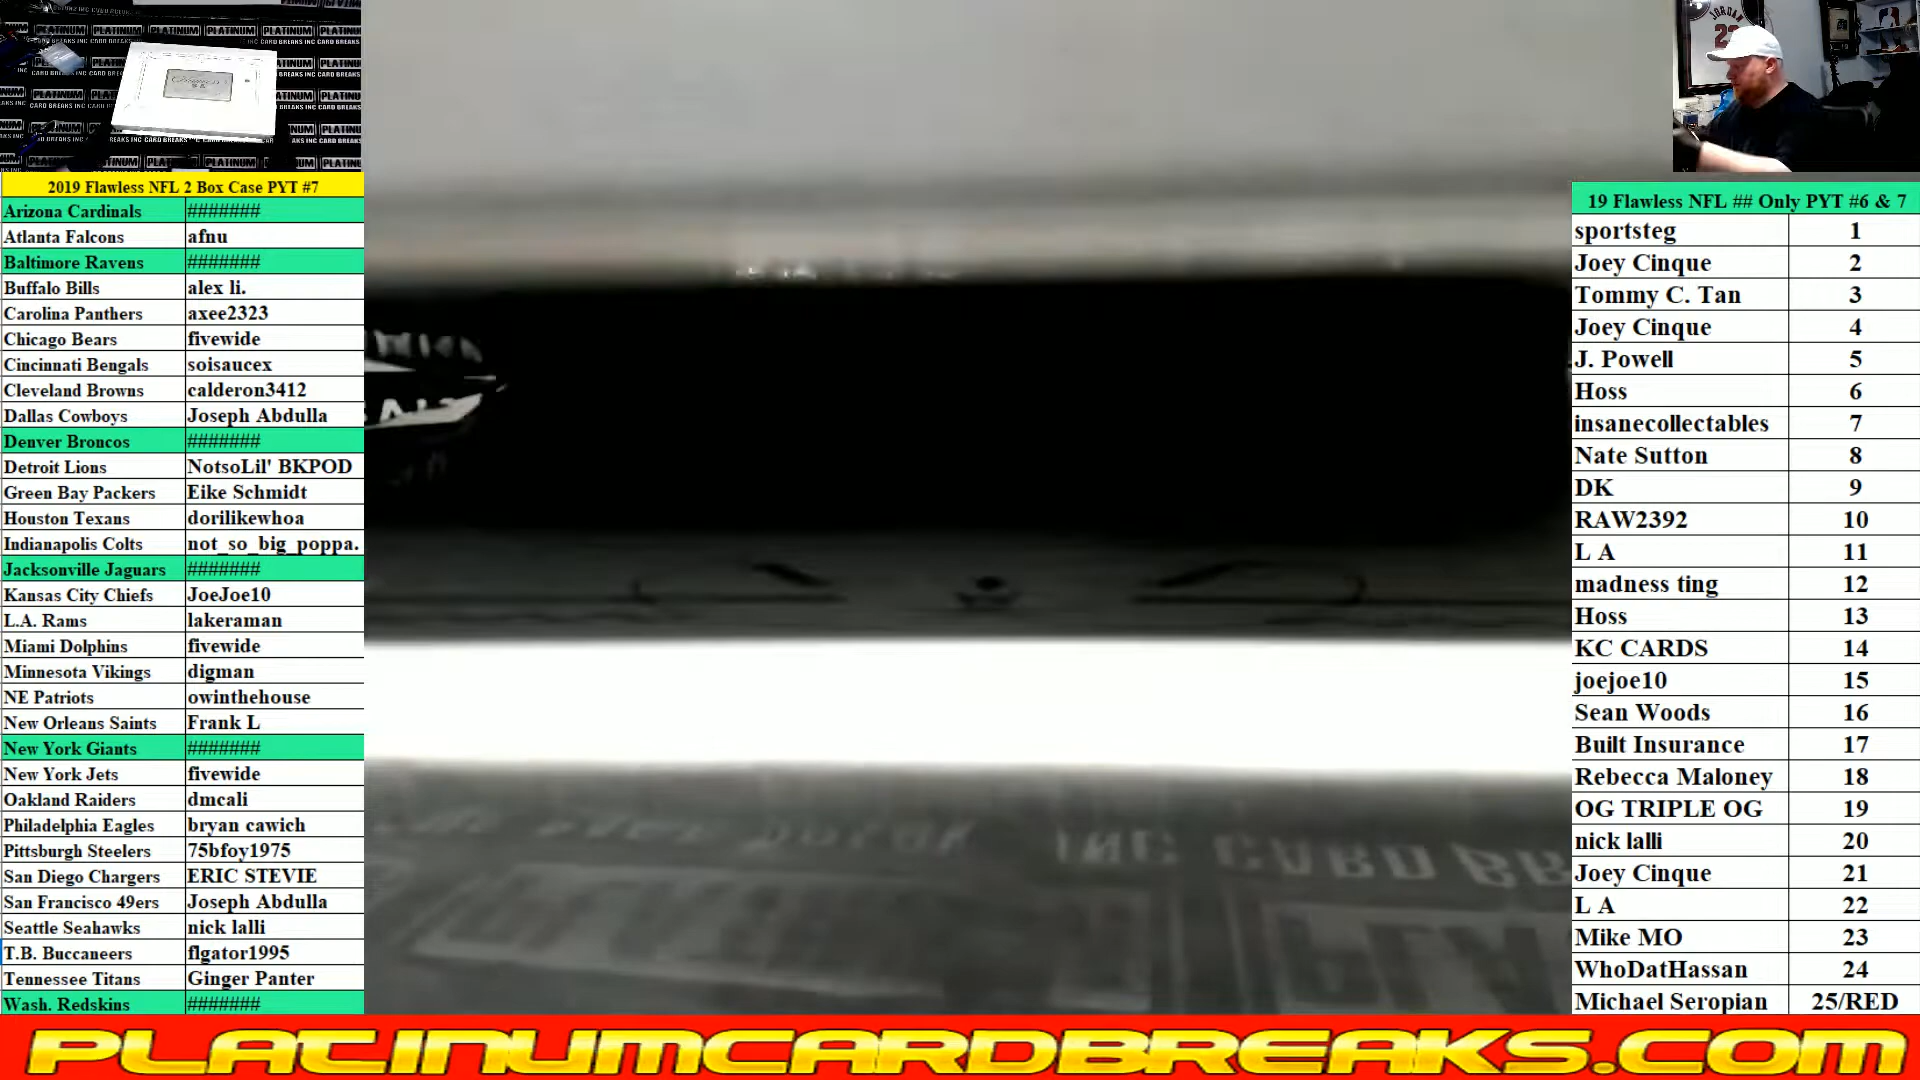 2019 Flawless NFL 2 Box Case PYT #7
Arizona Cardinals #######
Atlanta Falcons afnu
Baltimore Ravens #######
Buffalo Bills alex li.
Carolina Panthers axee2323
Chicago Bears fivewide
Cincinnati Bengals soisaucex
Cleveland Browns calderon3412
Dallas Cowboys Joseph Abdulla
Denver Broncos #######
Detroit Lions NotsoLil' BKPOD
Green Bay Packers Eike Schmidt
Houston Texans dorilikewhoa
Indianapolis Colts not_so_big_poppa.
Jacksonville Jaguars #######
Kansas City Chiefs JoeJoe10
L.A. Rams lakeraman
Miami Dolphins fivewide
Minnesota Vikings digman
NE Patriots owinthehouse
New Orleans Saints Frank L
New York Giants #######
New York Jets fivewide
Oakland Raiders dmcali
Philadelphia Eagles bryan cawich
Pittsburgh Steelers 75bfoy1975
San Diego Chargers ERIC STEVIE
San Francisco 49ers Joseph Abdulla
Seattle Seahawks nick lalli
T.B. Buccaneers flgator1995
Tennessee Titans Ginger Panter
Wash. Redskins #######
19 Flawless NFL ## Only PYT #6 & 7
sportsteg 1
Joey Cinque 2
Tommy C. Tan 3
Joey Cinque 4
J. Powell 5
Hoss 6
insanecollectables 7
Nate Sutton 8
DK 9
RAW2392 10
L A 11
madness ting 12
Hoss 13
KC CARDS 14
joejoe10 15
Sean Woods 16
Built Insurance 17
Rebecca Maloney 18
OG TRIPLE OG 19
nick lalli 20
Joey Cinque 21
L A 22
Mike MO 23
WhoDatHassan 24
Michael Seropian 25/RED
JORDAN
23
PLATINUM
CARD BREAKS INC
INC CARD BR
PLATINUMCARDBREAKS.COM